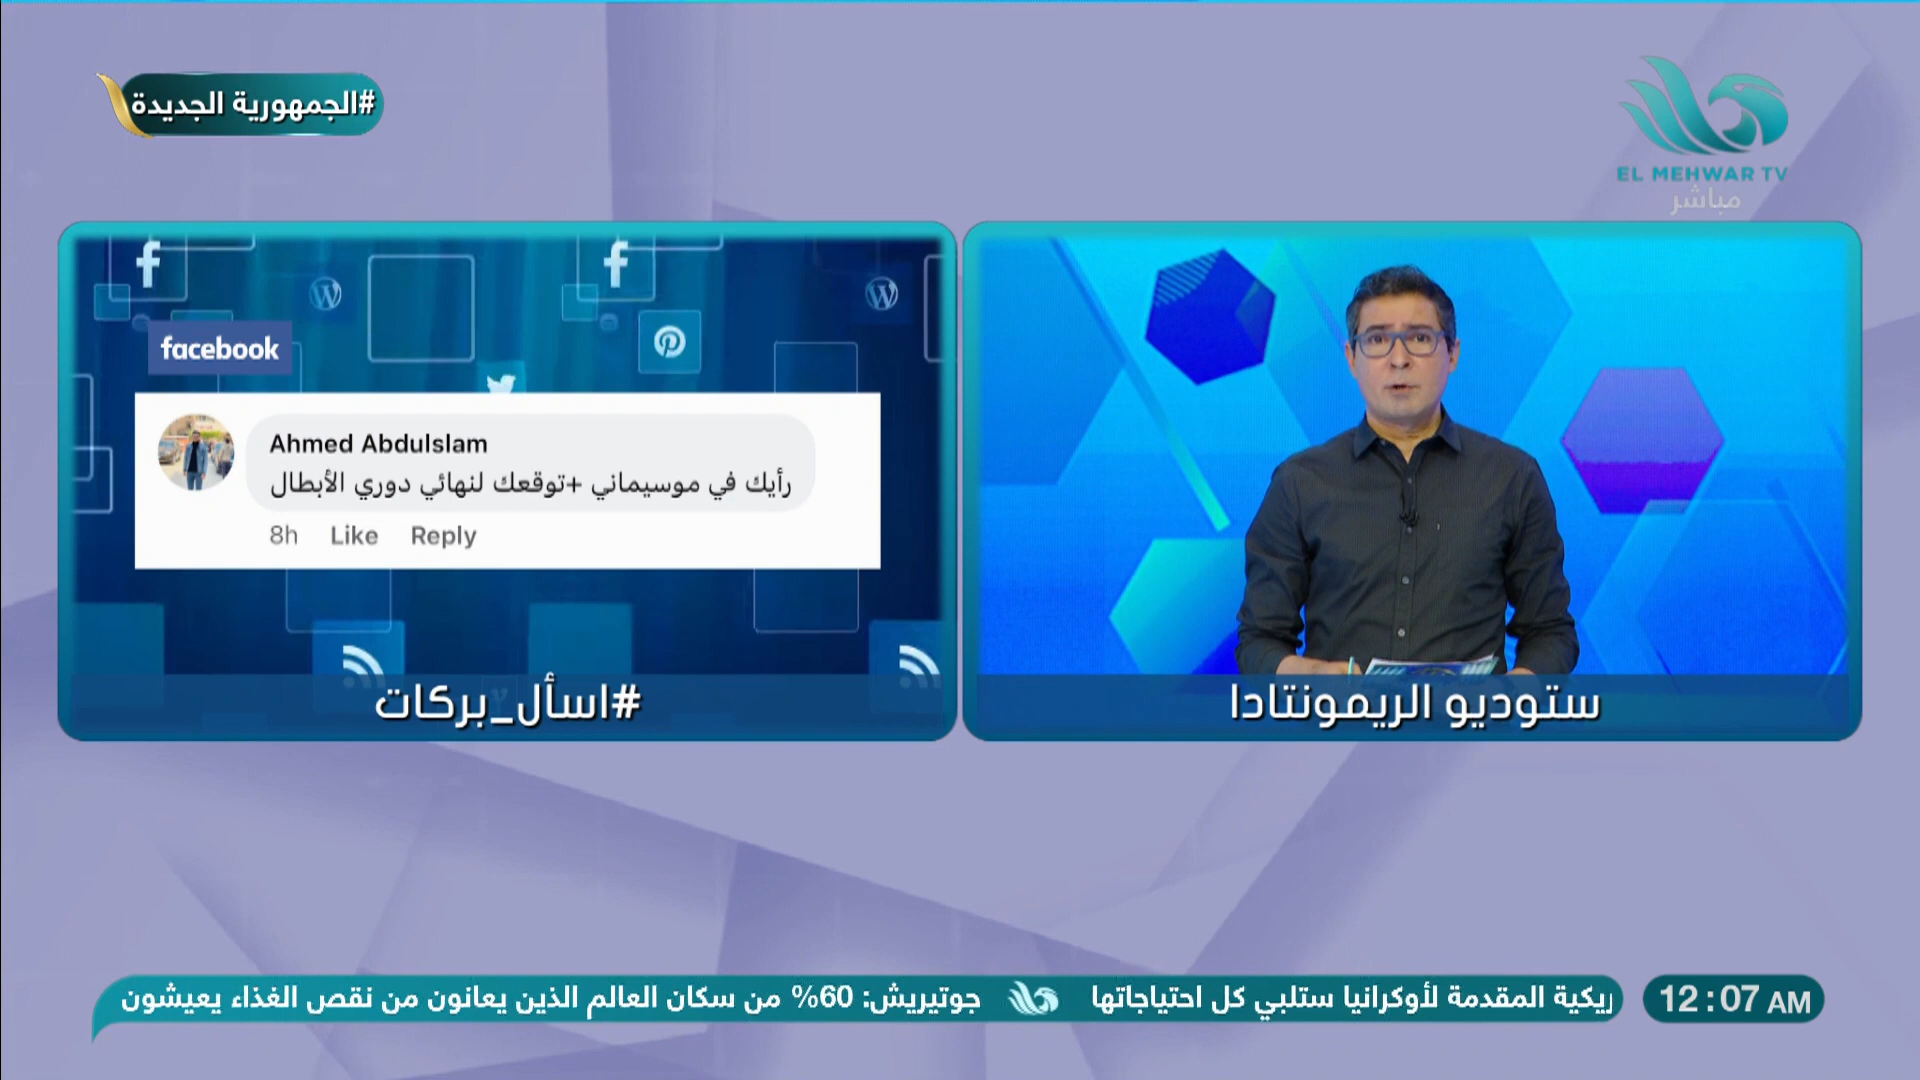 #الجمهورية الجديدة
EL MEHWAR TV
مباشر
facebook
Ahmed Abdulslam
رأيك في موسيماني +توقعك لنهائي دوري الأبطال
8h Like Reply
#اسأل_بركات
ستوديو الريمونتادا
ريكية المقدمة لأوكرانيا ستلبي كل احتياجاتها
جوتيريش: 60% من سكان العالم الذين يعانون من نقص الغذاء يعيشون
12:07 AM